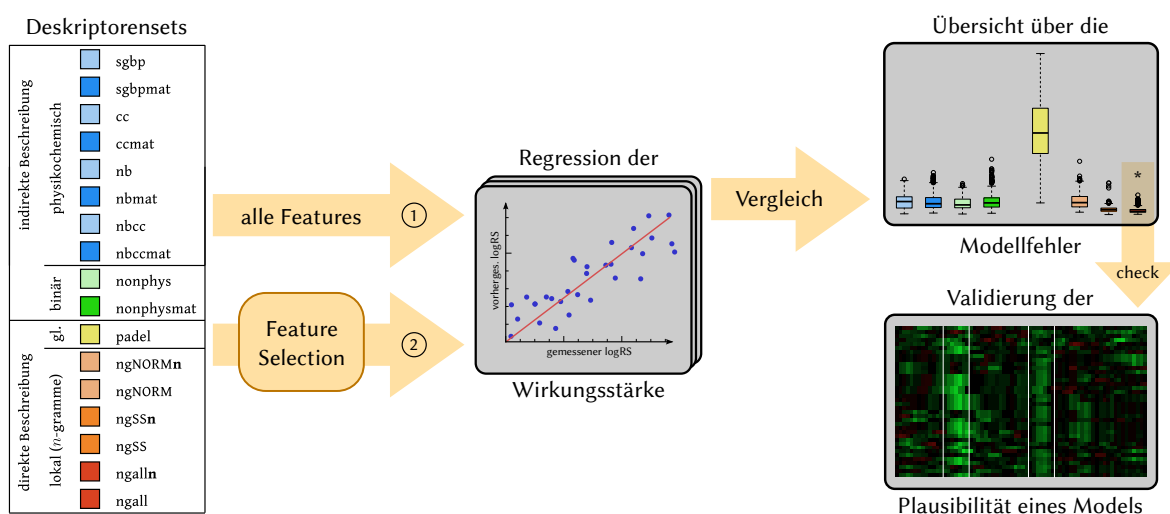 Deskriptorensets
indirekte Beschreibung
physikochemisch
sgbp
sgbpmat
cc
ccmat
nb
nbmat
nbcc
nbccmat
binär
nonphys
nonphysmat
direkte Beschreibung
gl.
padel
lokal (n-gramme)
ngNORMn
ngNORM
ngSSn
ngSS
ngalln
ngall
alle Features
1
Feature
Selection
2
Regression der
vorherges. logRS
gemessener logRS
Wirkungsstärke
Vergleich
Übersicht über die
*
Modellfehler
check
Validierung der
Plausibilität eines Models